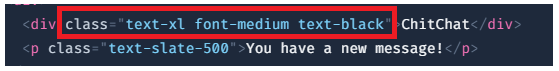 <div class="text-xl font-medium text-black">ChitChat</div>
<p class="text-slate-500">You have a new message!</p>